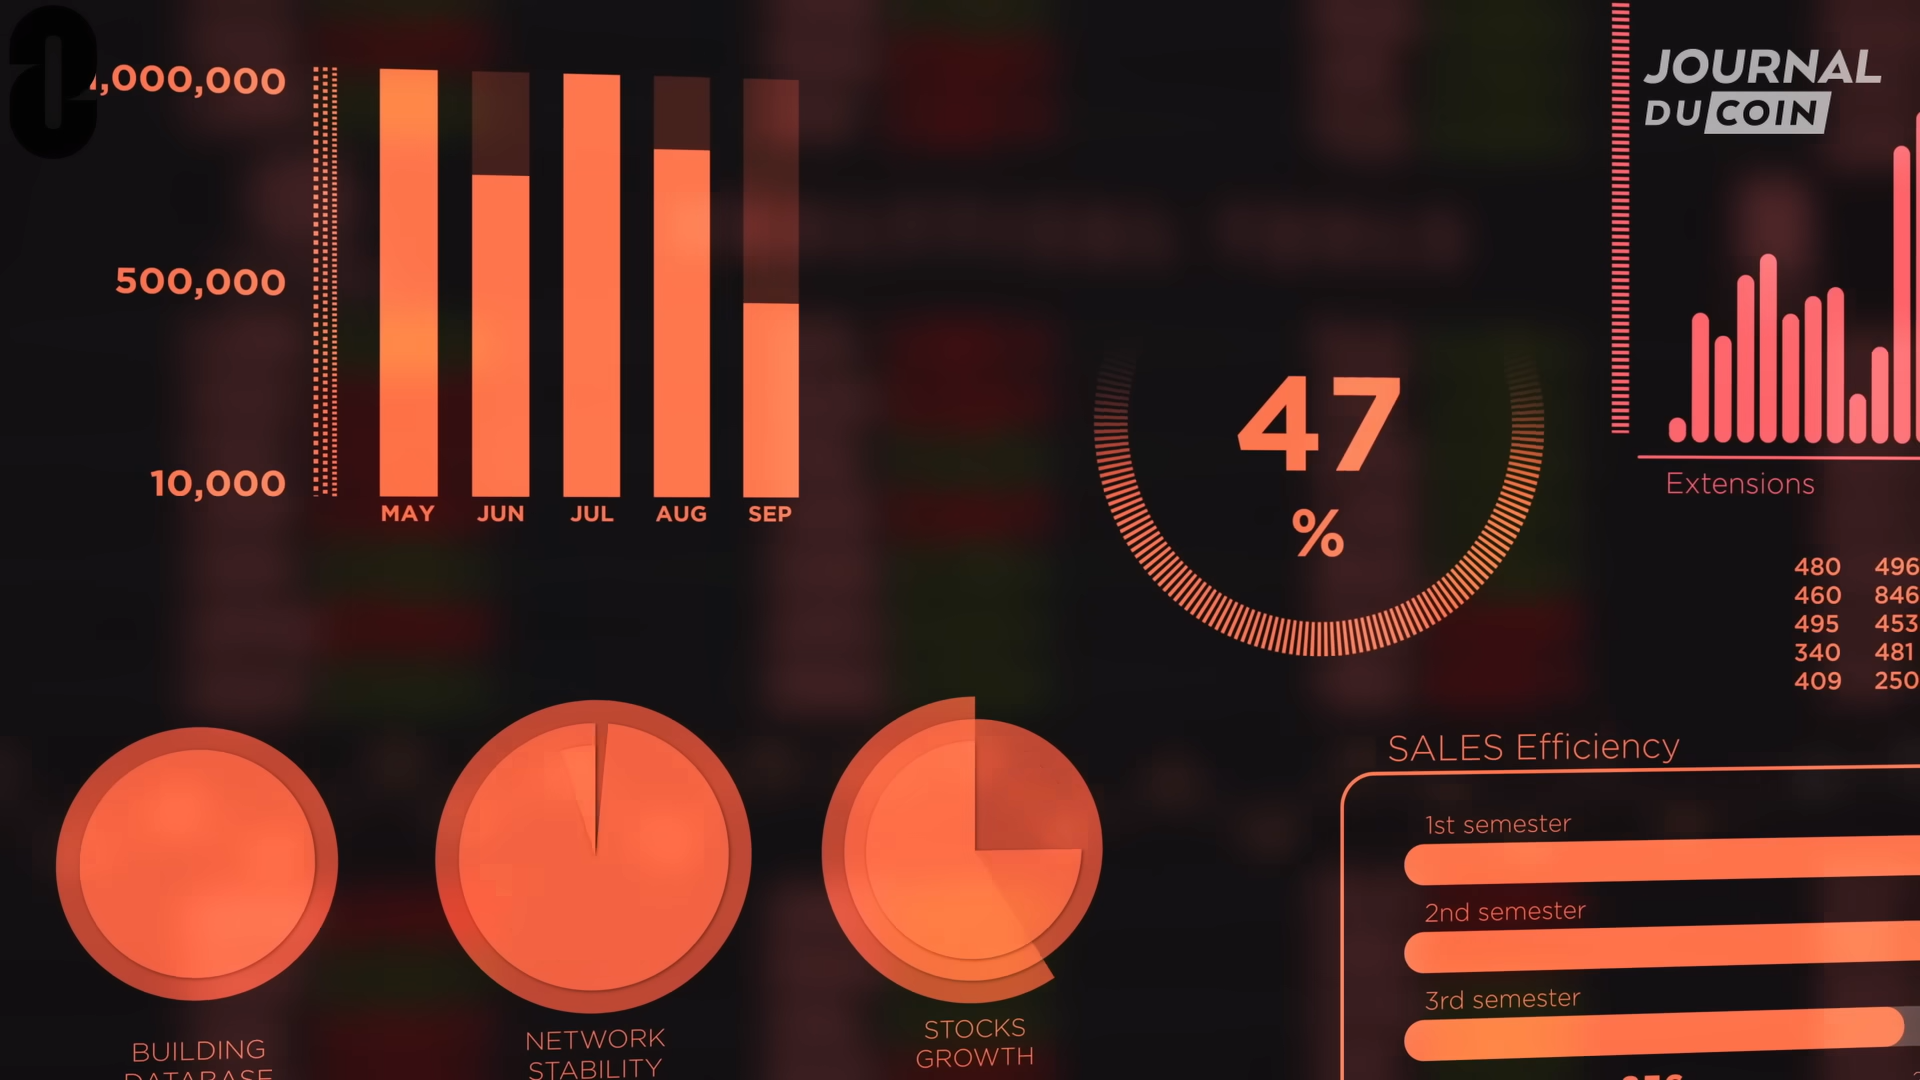 JOURNAL
DU COIN
1,000,000
500,000
10,000
MAY JUN JUL AUG SEP
47
%
Extensions
480 496
460 846
495 453
340 481
409 250
SALES Efficiency
1st semester
2nd semester
3rd semester
BUILDING
DATABASE
NETWORK
STABILITY
STOCKS
GROWTH